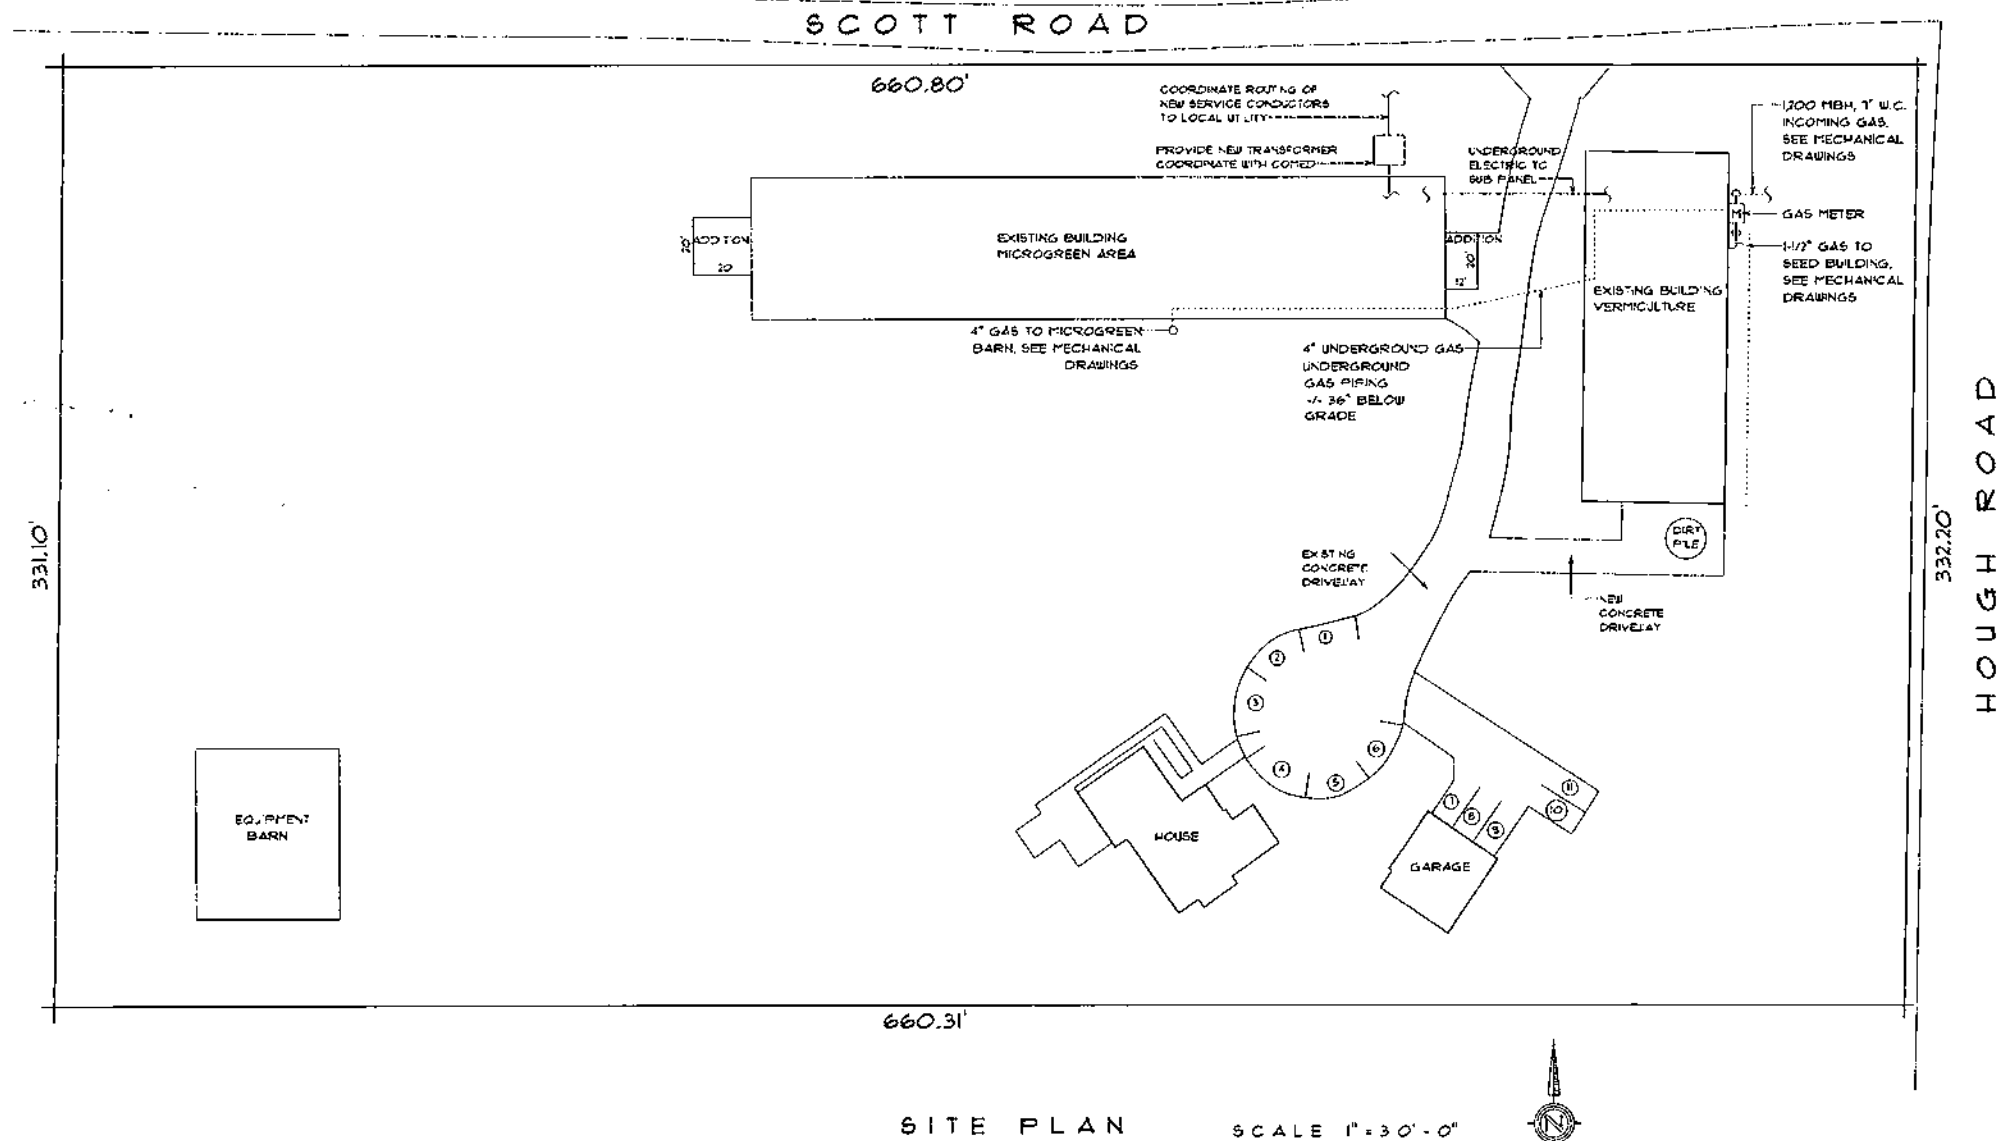 SCOTT ROAD
660.80'
COORDINATE ROUTING OF
NEW SERVICE CONDUCTORS
TO LOCAL UTILITY
PROVIDE NEW TRANSFORMER
COORDINATE WITH COMED
UNDERGROUND
ELECTRIC TO
SUB PANEL
1,200 MBH, 7" W.C.
INCOMING GAS,
SEE MECHANICAL
DRAWINGS
M
GAS METER
1-1/2" GAS TO
SEED BUILDING,
SEE MECHANICAL
DRAWINGS
20'
ADDITION
20'
EXISTING BUILDING
MICROGREEN AREA
ADDITION
20'
12'
EXISTING BUILDING
VERMICULTURE
4" GAS TO MICROGREEN
BARN, SEE MECHANICAL
DRAWINGS
4" UNDERGROUND GAS
UNDERGROUND
GAS PIPING
+/- 36" BELOW
GRADE
HOUGH ROAD
331.10'
332.20'
DIRT
PILE
EXISTING
CONCRETE
DRIVEWAY
NEW
CONCRETE
DRIVEWAY
1
2
3
4
5
6
7
8
9
10
11
EQUIPMENT
BARN
HOUSE
GARAGE
660.31'
SITE PLAN
SCALE 1" = 30'-0"
N